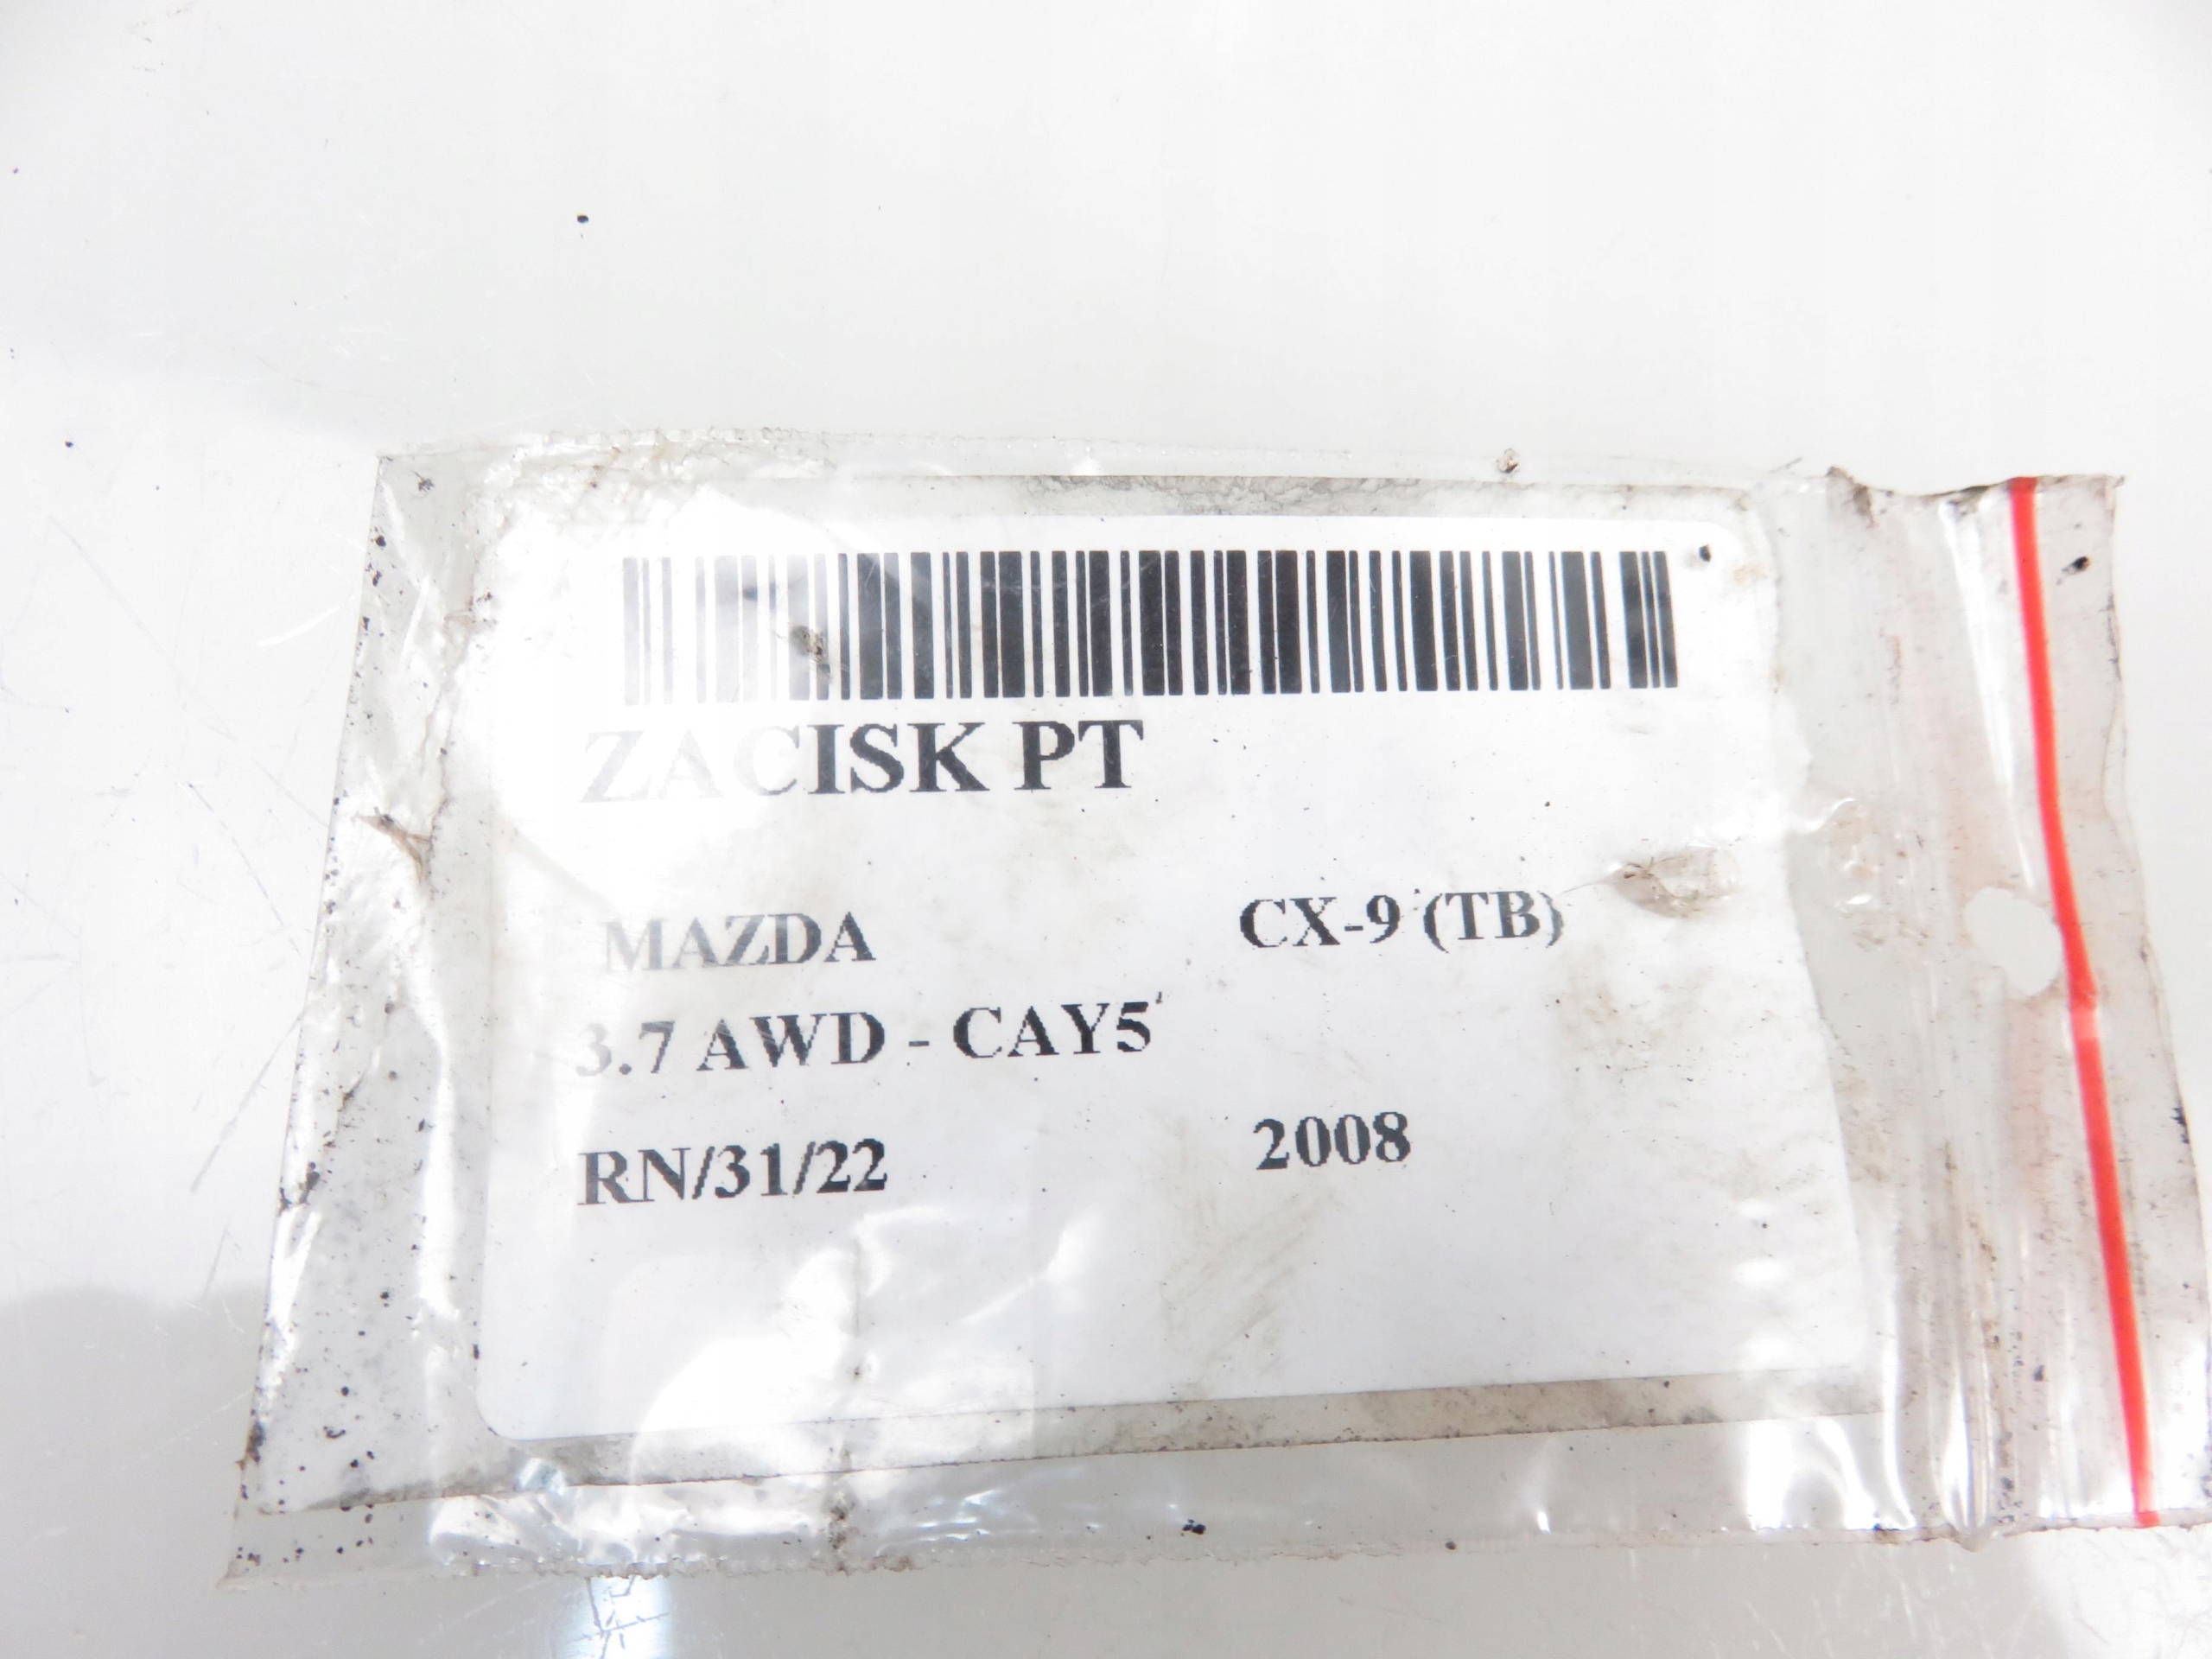 ZACISK PT
MAZDA CX-9 (TB)
3.7 AWD - CAY5
RN/31/22 2008